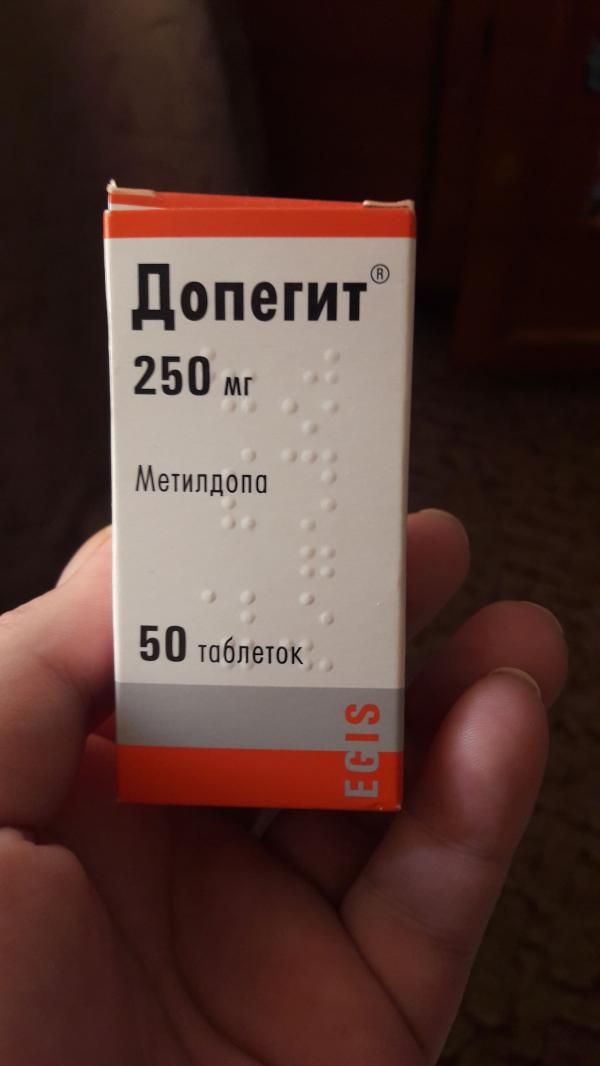 Допегит®
250 мг
Метилдопа
50 таблеток
EGIS